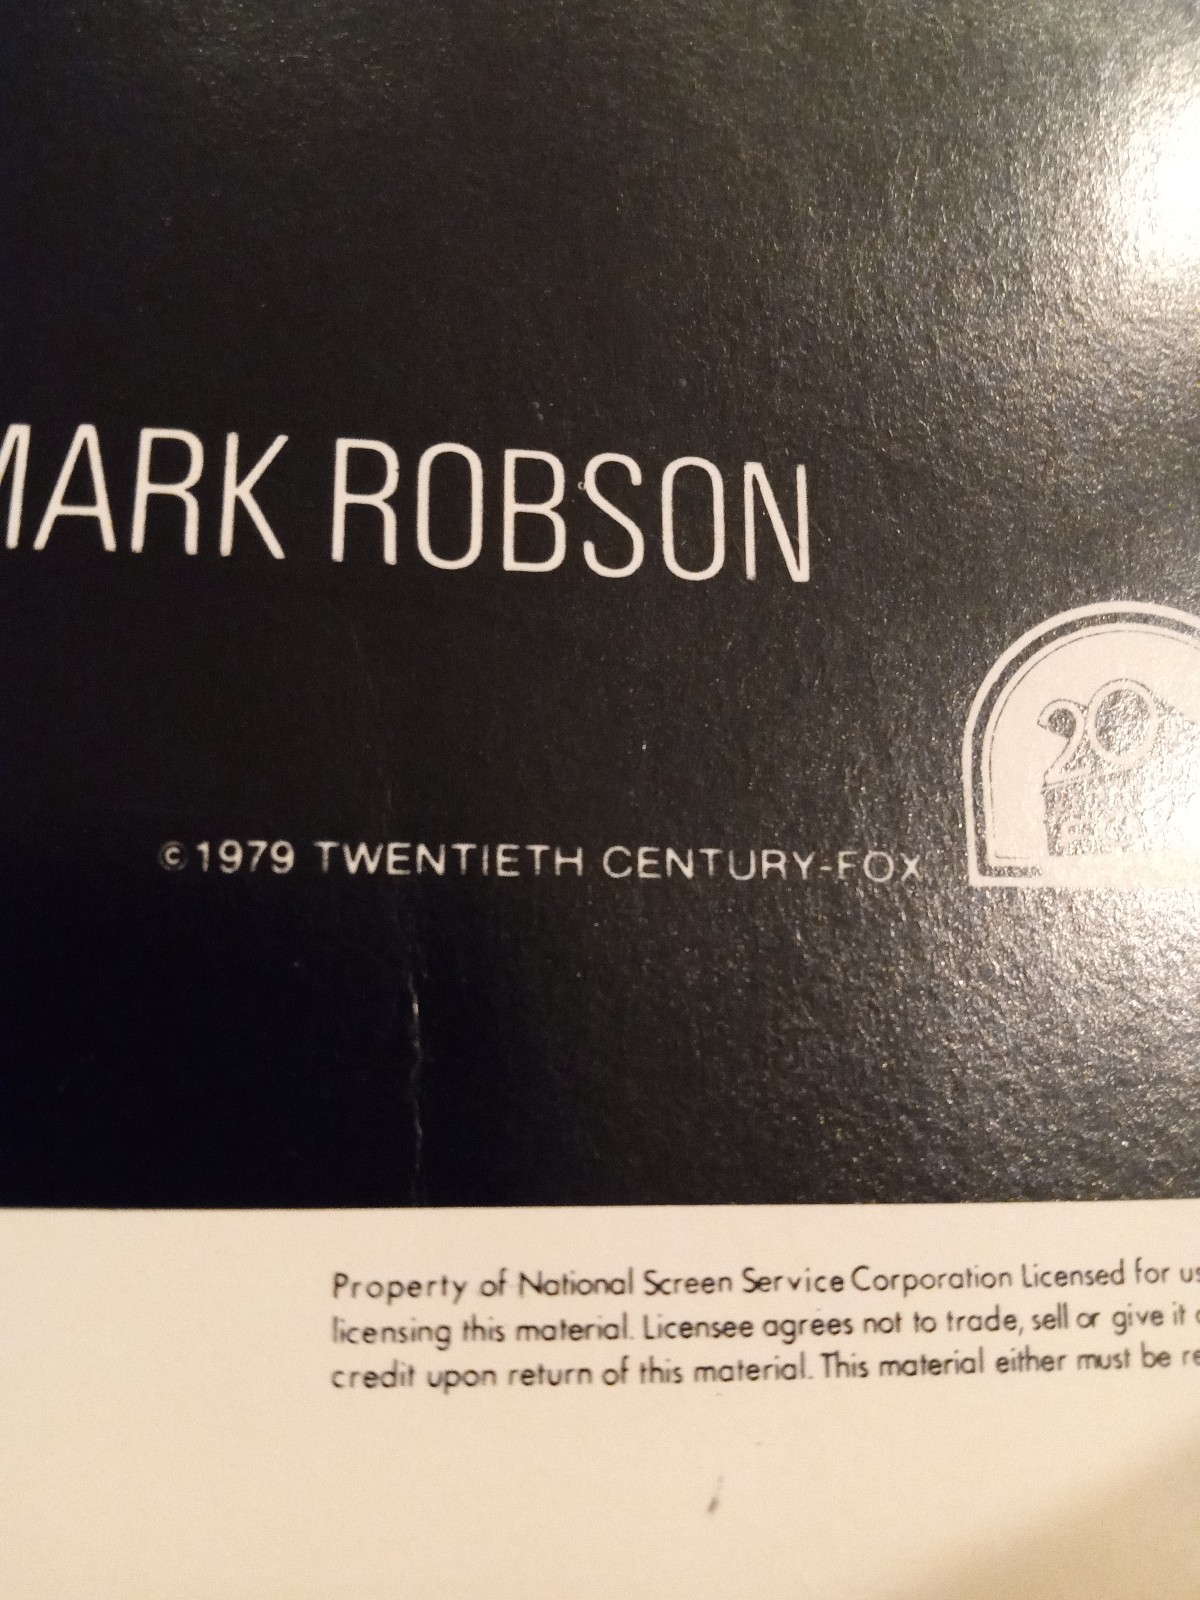 MARK ROBSON
20
©1979 TWENTIETH CENTURY-FOX
Property of National Screen Service Corporation Licensed for
licensing this material. Licensee agrees not to trade, sell or give it
credit upon return of this material. This material either must be